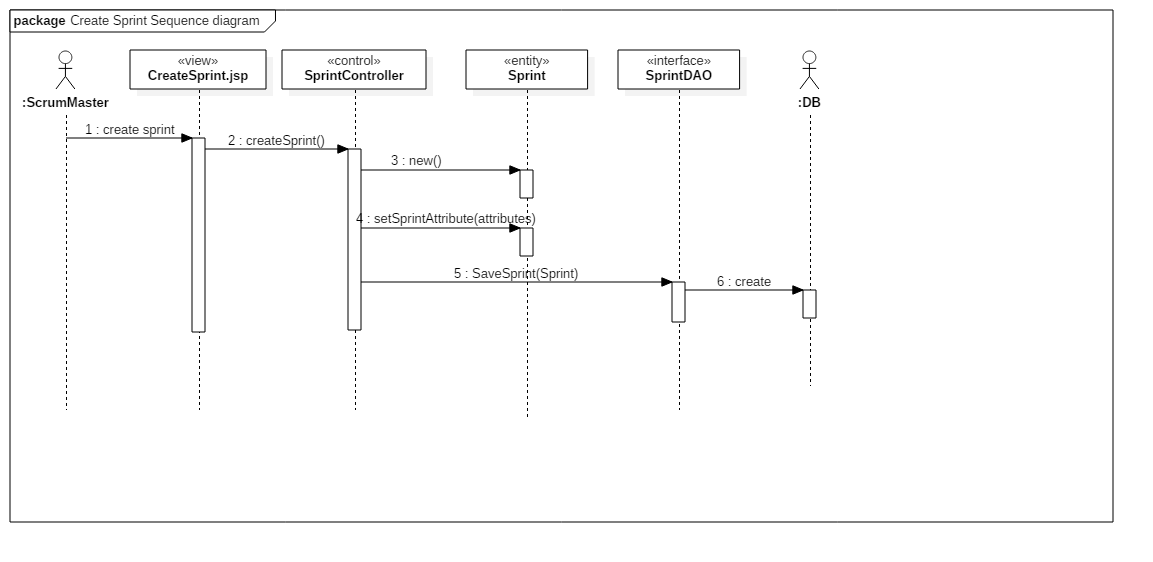 package Create Sprint Sequence diagram
«view»
CreateSprint.jsp
«control»
SprintController
«entity»
Sprint
«interface»
SprintDAO
:ScrumMaster
:DB
1 : create sprint
2 : createSprint()
3 : new()
4 : setSprintAttribute(attributes)
5 : SaveSprint(Sprint)
6 : create